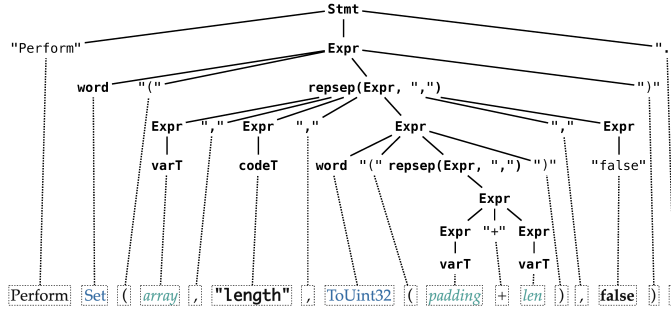 Stmt
"Perform" Expr ".
word "(" repsep(Expr, ",") ")"
Expr "," Expr "," Expr "," Expr
varT codeT word "(" repsep(Expr, ",") ")" "false"
Expr
Expr "+" Expr
varT varT
Perform Set ( array , "length" , ToUint32 ( padding + len ) , false )